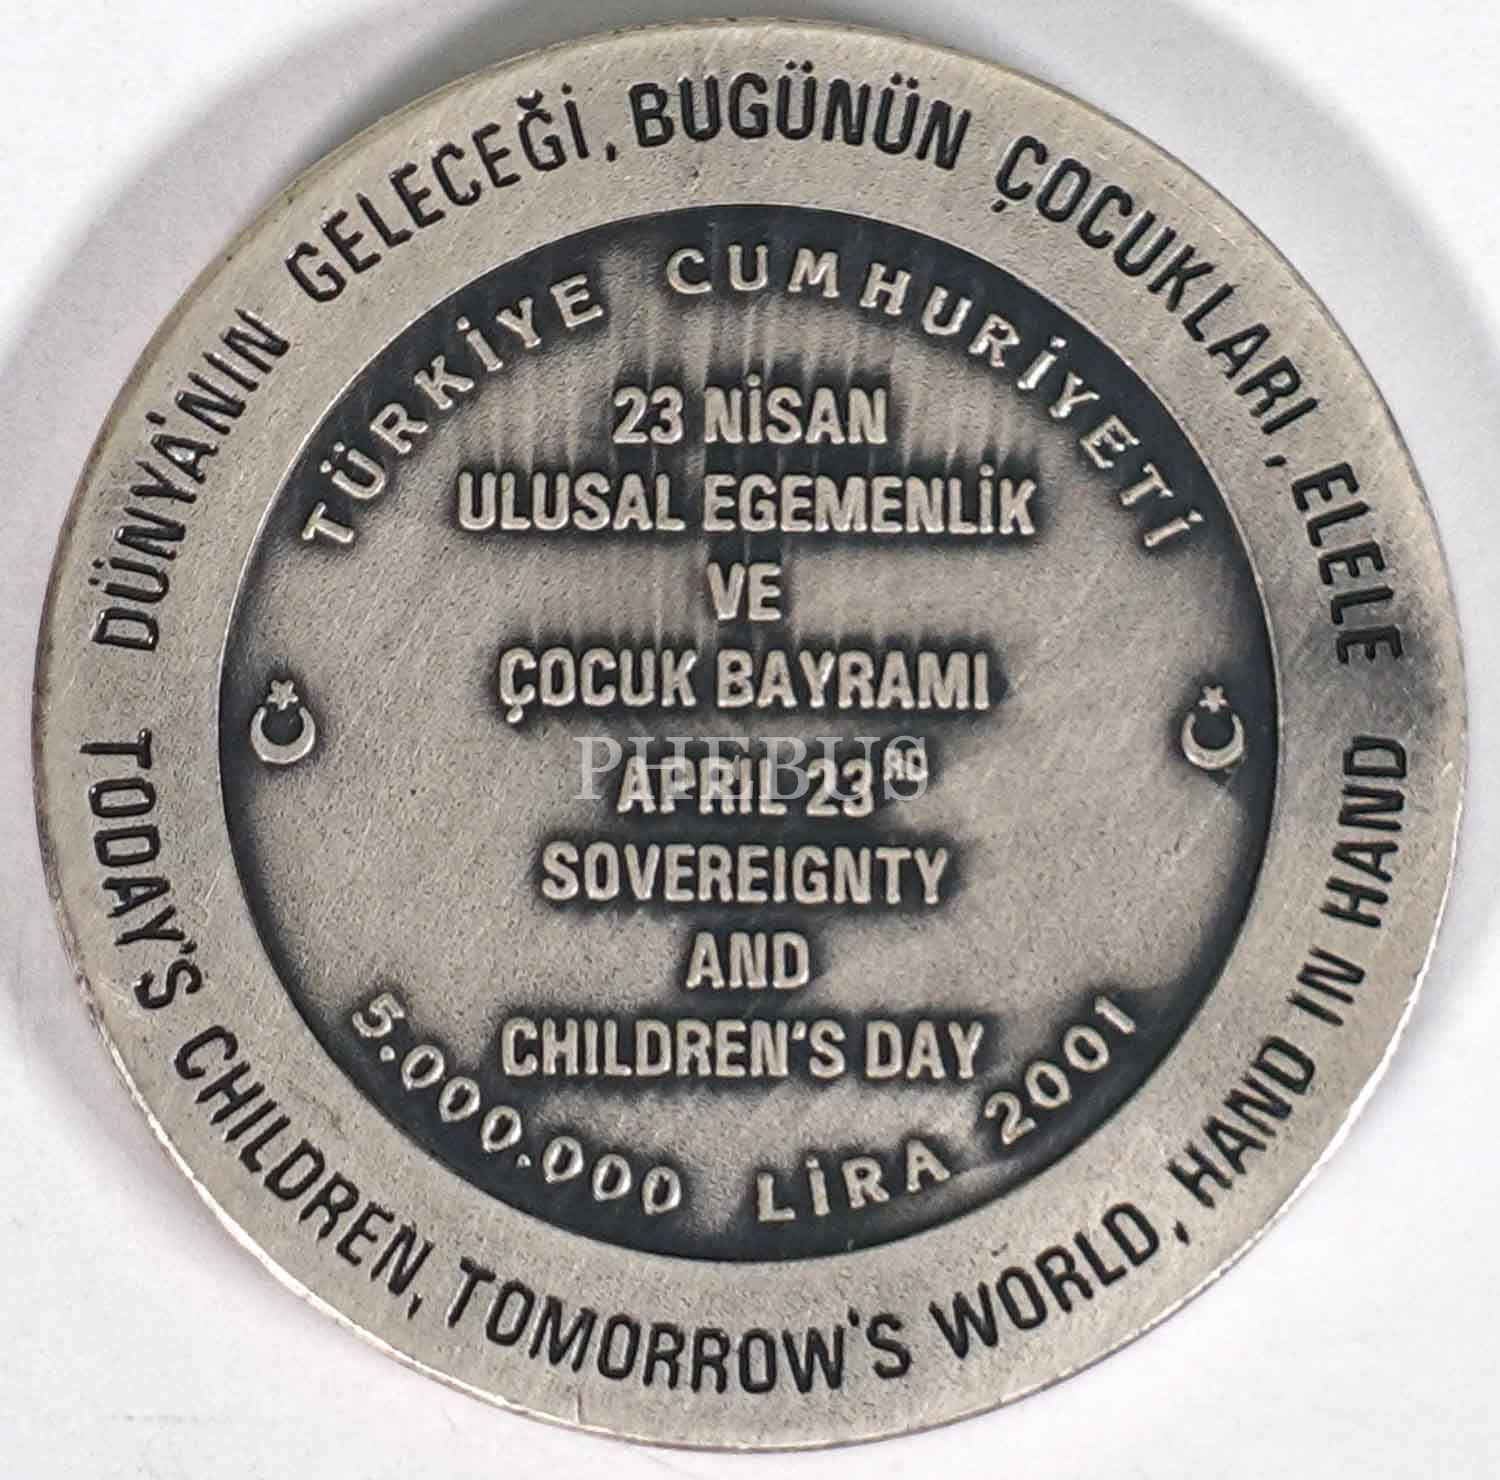 DÜNYA'NIN GELECEĞİ, BUGÜNÜN ÇOCUKLARI, ELELE
TÜRKİYE CUMHURİYETİ
23 NİSAN
ULUSAL EGEMENLİK
VE
ÇOCUK BAYRAMI
PHEBUS
APRIL 23RD
SOVEREIGNTY
AND
CHILDREN'S DAY
5.000.000 LİRA 2001
TODAY'S CHILDREN, TOMORROW'S WORLD, HAND IN HAND